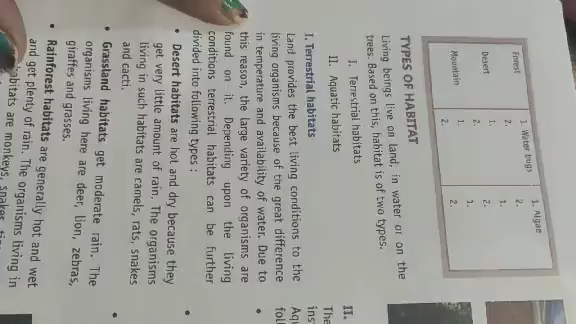 Forest 1. Water bugs 1. Algae
2. 2.
Desert 1. 1.
2. 2.
Mountain 1. 1.
2. 2.
TYPES OF HABITAT
Living beings live on land, in water or on the
trees. Based on this, habitat is of two types.
I. Terrestrial habitats
II. Aquatic habitats
I. Terrestrial habitats
Land provides the best living conditions to the
living organisms because of the great difference
in temperature and availability of water. Due to
this reason, the large variety of organisms are
found on it. Depending upon the living
conditions terrestrial habitats can be further
divided into following types :
• Desert habitats are hot and dry because they
get very little amount of rain. The organisms
living in such habitats are camels, rats, snakes
and cacti.
• Grassland habitats get moderate rain. The
organisms living here are deer, lion, zebras,
giraffes and grasses.
• Rainforest habitats are generally hot and wet
and get plenty of rain. The organisms living in
habitats are monkeys, snakes
II.
The